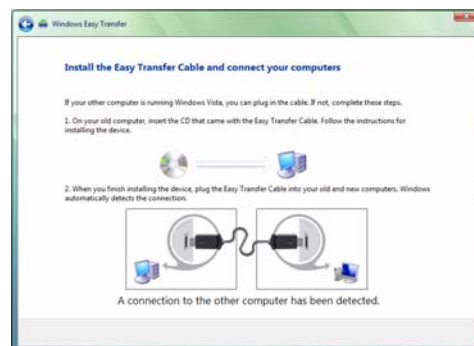 Windows Easy Transfer
Install the Easy Transfer Cable and connect your computers
If your other computer is running Windows Vista, you can plug in the cable. If not, complete these steps.
1. On your old computer, insert the CD that came with the Easy Transfer Cable. Follow the instructions for
installing the device.
2. When you finish installing the device, plug the Easy Transfer Cable into your old and new computers. Windows
automatically detects the connection.
A connection to the other computer has been detected.